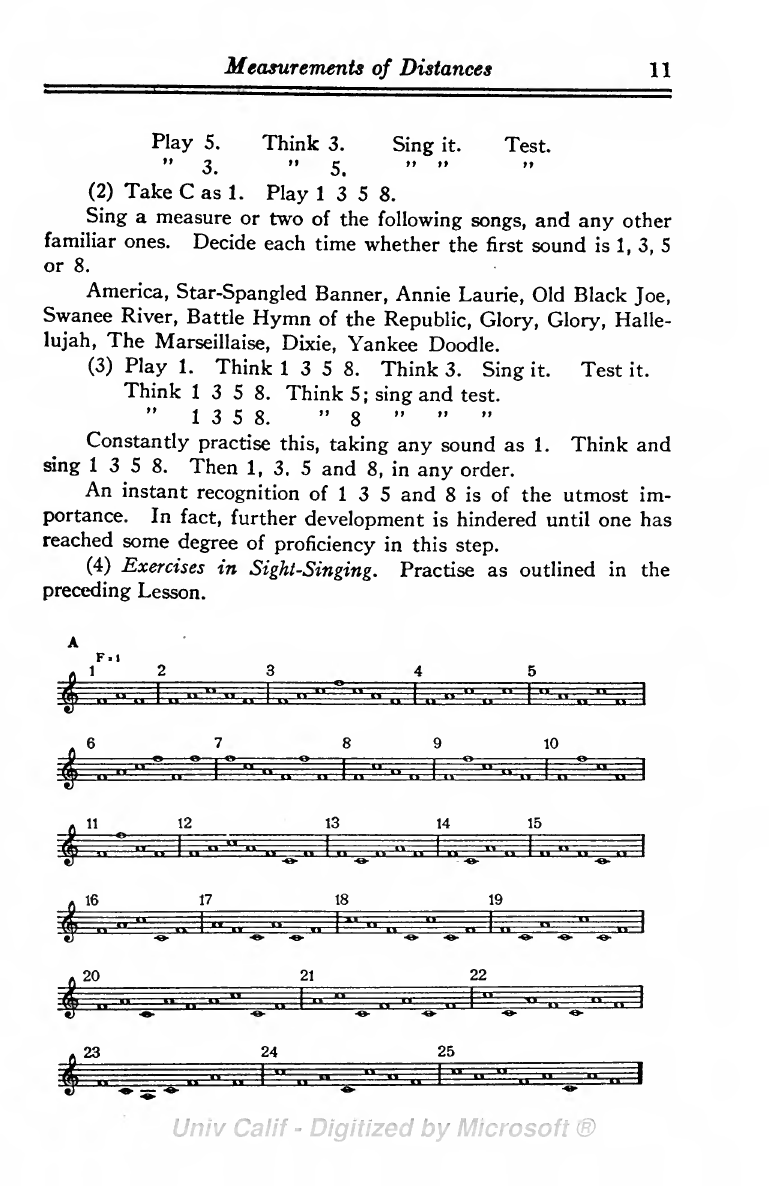 Measurements of Distances 11
Play 5. Think 3. Sing it. Test.
" 3. " 5. " " "
(2) Take C as 1. Play 1 3 5 8.
Sing a measure or two of the following songs, and any other
familiar ones. Decide each time whether the first sound is 1, 3, 5
or 8.
America, Star-Spangled Banner, Annie Laurie, Old Black Joe,
Swanee River, Battle Hymn of the Republic, Glory, Glory, Halle-
lujah, The Marseillaise, Dixie, Yankee Doodle.
(3) Play 1. Think 1 3 5 8. Think 3. Sing it. Test it.
Think 1 3 5 8. Think 5; sing and test.
" 1 3 5 8. " 8 " " "
Constantly practise this, taking any sound as 1. Think and
sing 1 3 5 8. Then 1, 3. 5 and 8, in any order.
An instant recognition of 1 3 5 and 8 is of the utmost im-
portance. In fact, further development is hindered until one has
reached some degree of proficiency in this step.
(4) Exercises in Sight-Singing. Practise as outlined in the
preceding Lesson.
A
F=1
1 2 3 4 5
6 7 8 9 10
11 12 13 14 15
16 17 18 19
20 21 22
23 24 25
Univ Calif - Digitized by Microsoft ®